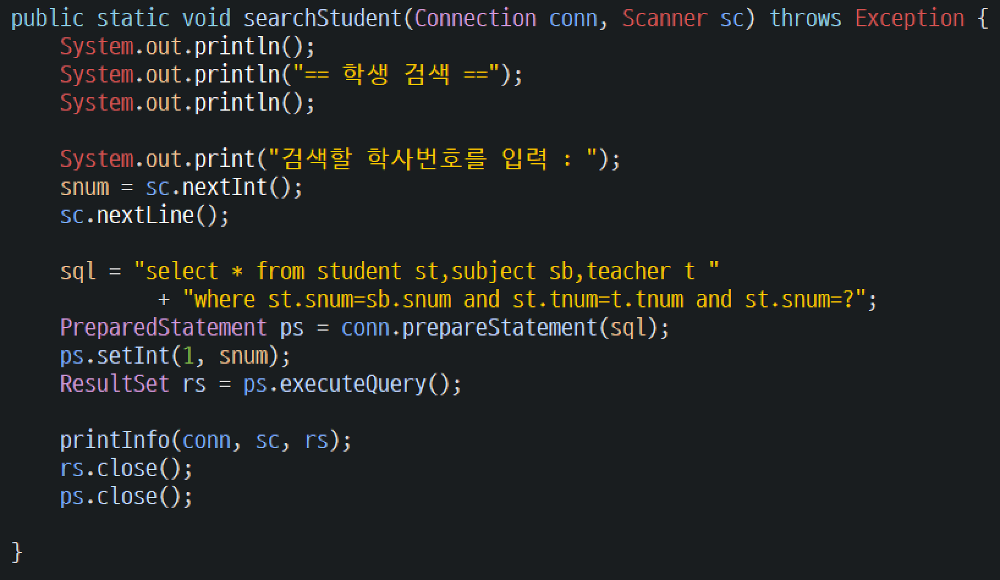 public static void searchStudent(Connection conn, Scanner sc) throws Exception {
    System.out.println();
    System.out.println("== 학생 검색 ==");
    System.out.println();
    System.out.print("검색할 학사번호를 입력 : ");
    snum = sc.nextInt();
    sc.nextLine();
    sql = "select * from student st,subject sb,teacher t "
            + "where st.snum=sb.snum and st.tnum=t.tnum and st.snum=?";
    PreparedStatement ps = conn.prepareStatement(sql);
    ps.setInt(1, snum);
    ResultSet rs = ps.executeQuery();
    printInfo(conn, sc, rs);
    rs.close();
    ps.close();
}